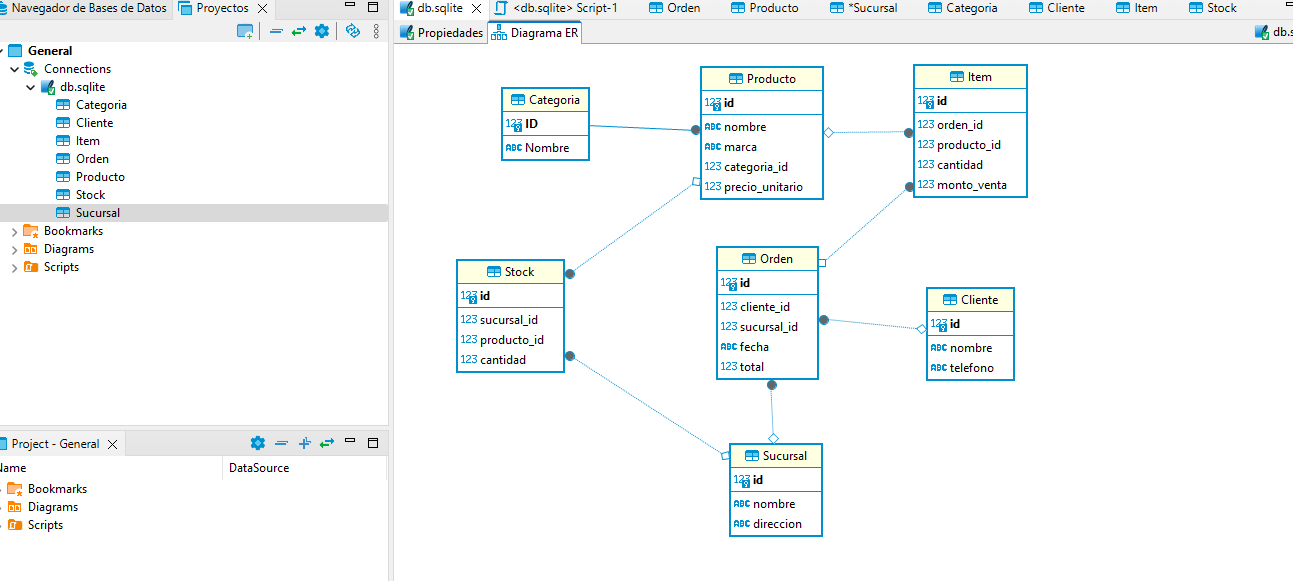 Navegador de Bases de Datos
Proyectos
General
Connections
db.sqlite
Categoria
Cliente
Item
Orden
Producto
Stock
Sucursal
Bookmarks
Diagrams
Scripts
Project - General
DataSource
Bookmarks
Diagrams
Scripts
db.sqlite
<db.sqlite> Script-1
Orden
Producto
*Sucursal
Categoria
Cliente
Item
Stock
Propiedades
Diagrama ER
Categoria
123 ID
ABC Nombre
Producto
123 id
ABC nombre
ABC marca
123 categoria_id
123 precio_unitario
Item
123 id
123 orden_id
123 producto_id
123 cantidad
123 monto_venta
Stock
123 id
123 sucursal_id
123 producto_id
123 cantidad
Orden
123 id
123 cliente_id
123 sucursal_id
ABC fecha
123 total
Cliente
123 id
ABC nombre
ABC telefono
Sucursal
123 id
ABC nombre
ABC direccion